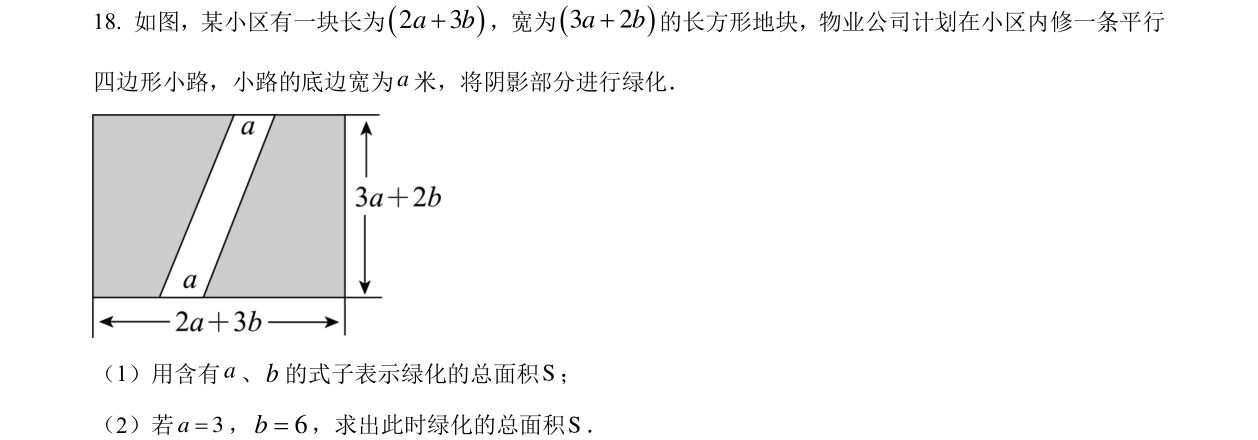 18. 如图，某小区有一块长为(2a+3b)，宽为(3a+2b)的长方形地块，物业公司计划在小区内修一条平行
四边形小路，小路的底边宽为a米，将阴影部分进行绿化．
a
3a+2b
a
2a+3b
（1）用含有a、b的式子表示绿化的总面积S；
（2）若a=3，b=6，求出此时绿化的总面积S．